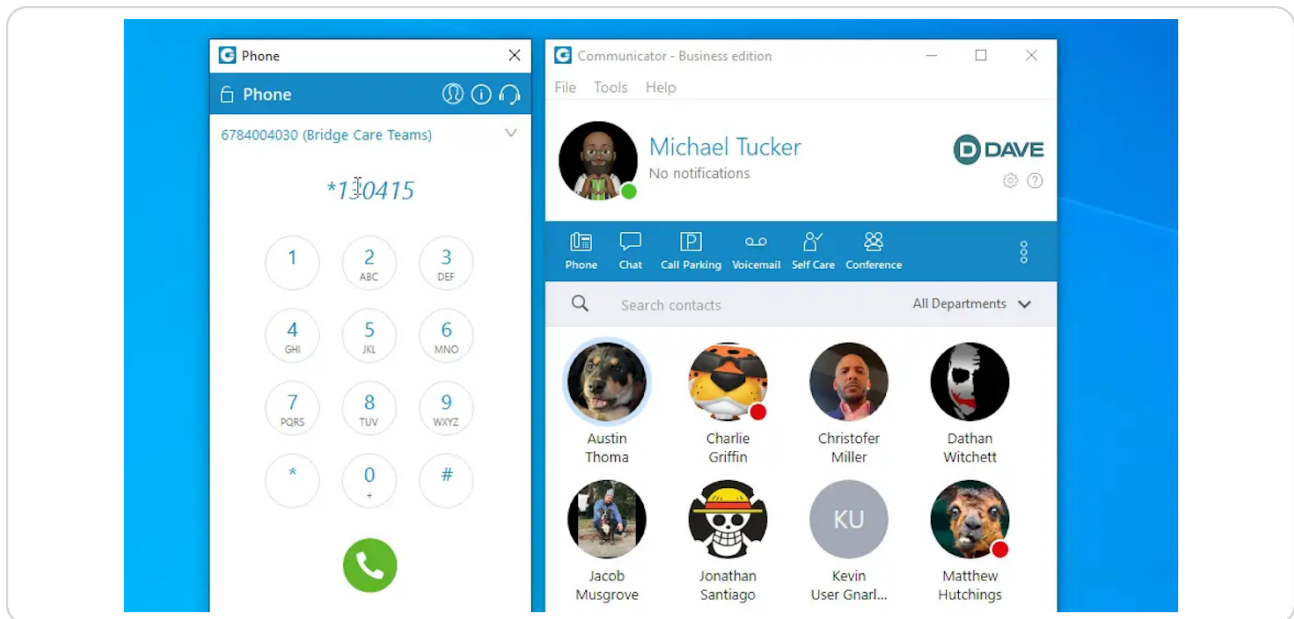 Phone
Phone
6784004030 (Bridge Care Teams)
*130415
1
2
ABC
3
DEF
4
GHI
5
JKL
6
MNO
7
PQRS
8
TUV
9
WXYZ
*
0
+
#
Communicator - Business edition
File Tools Help
Michael Tucker
No notifications
D DAVE
Phone Chat Call Parking Voicemail Self Care Conference
Search contacts
All Departments
Austin
Thoma
Charlie
Griffin
Christofer
Miller
Dathan
Witchett
Jacob
Musgrove
Jonathan
Santiago
KU
Kevin
User Gnarl...
Matthew
Hutchings